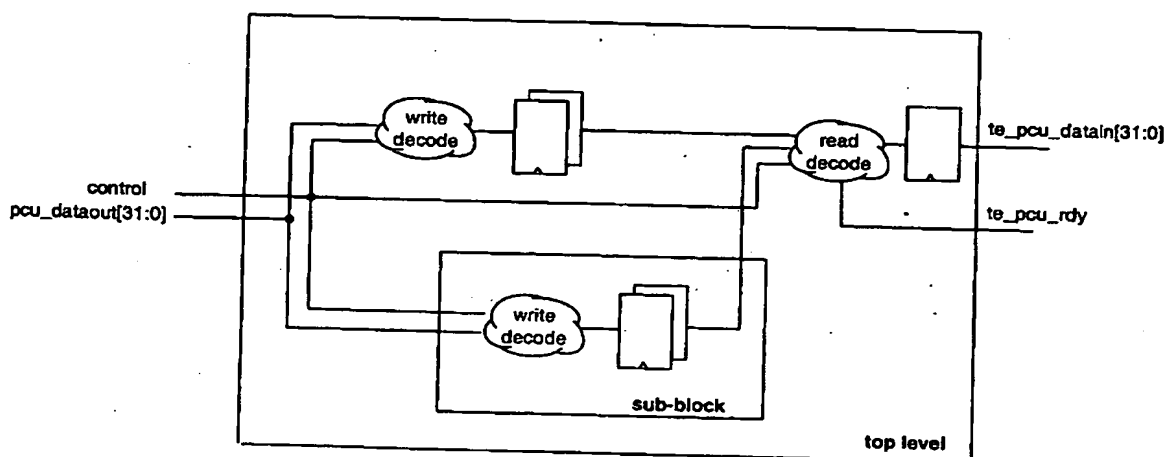 write
decode
read
decode
te_pcu_datain[31:0]
control
pcu_dataout[31:0]
te_pcu_rdy
write
decode
sub-block
top level